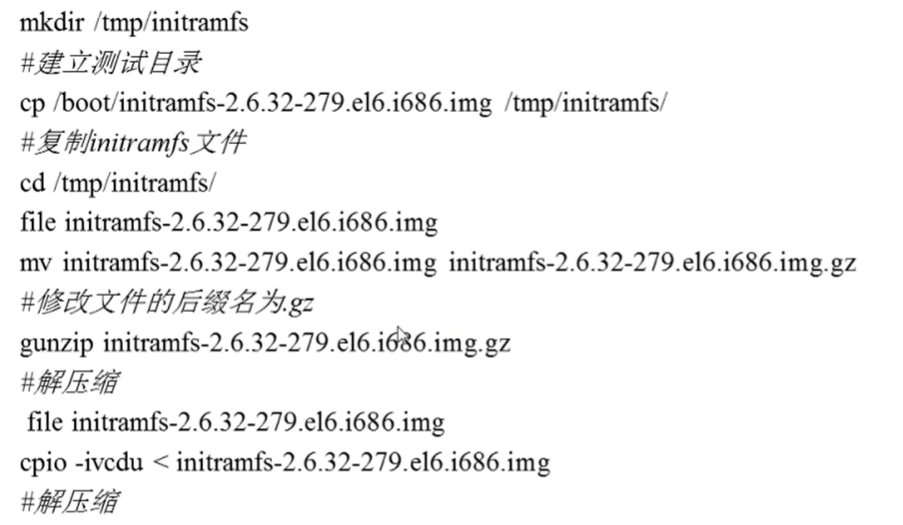 mkdir /tmp/initramfs
#建立测试目录
cp /boot/initramfs-2.6.32-279.el6.i686.img /tmp/initramfs/
#复制initramfs文件
cd /tmp/initramfs/
file initramfs-2.6.32-279.el6.i686.img
mv initramfs-2.6.32-279.el6.i686.img initramfs-2.6.32-279.el6.i686.img.gz
#修改文件的后缀名为.gz
gunzip initramfs-2.6.32-279.el6.i686.img.gz
#解压缩
file initramfs-2.6.32-279.el6.i686.img
cpio -ivcdu < initramfs-2.6.32-279.el6.i686.img
#解压缩